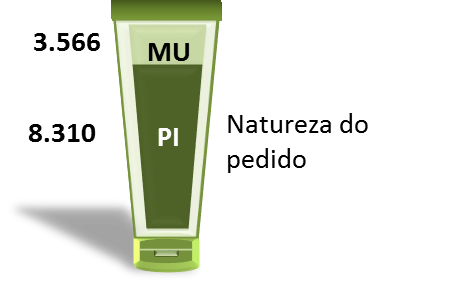 3.566
MU
8.310
PI
Natureza do
pedido